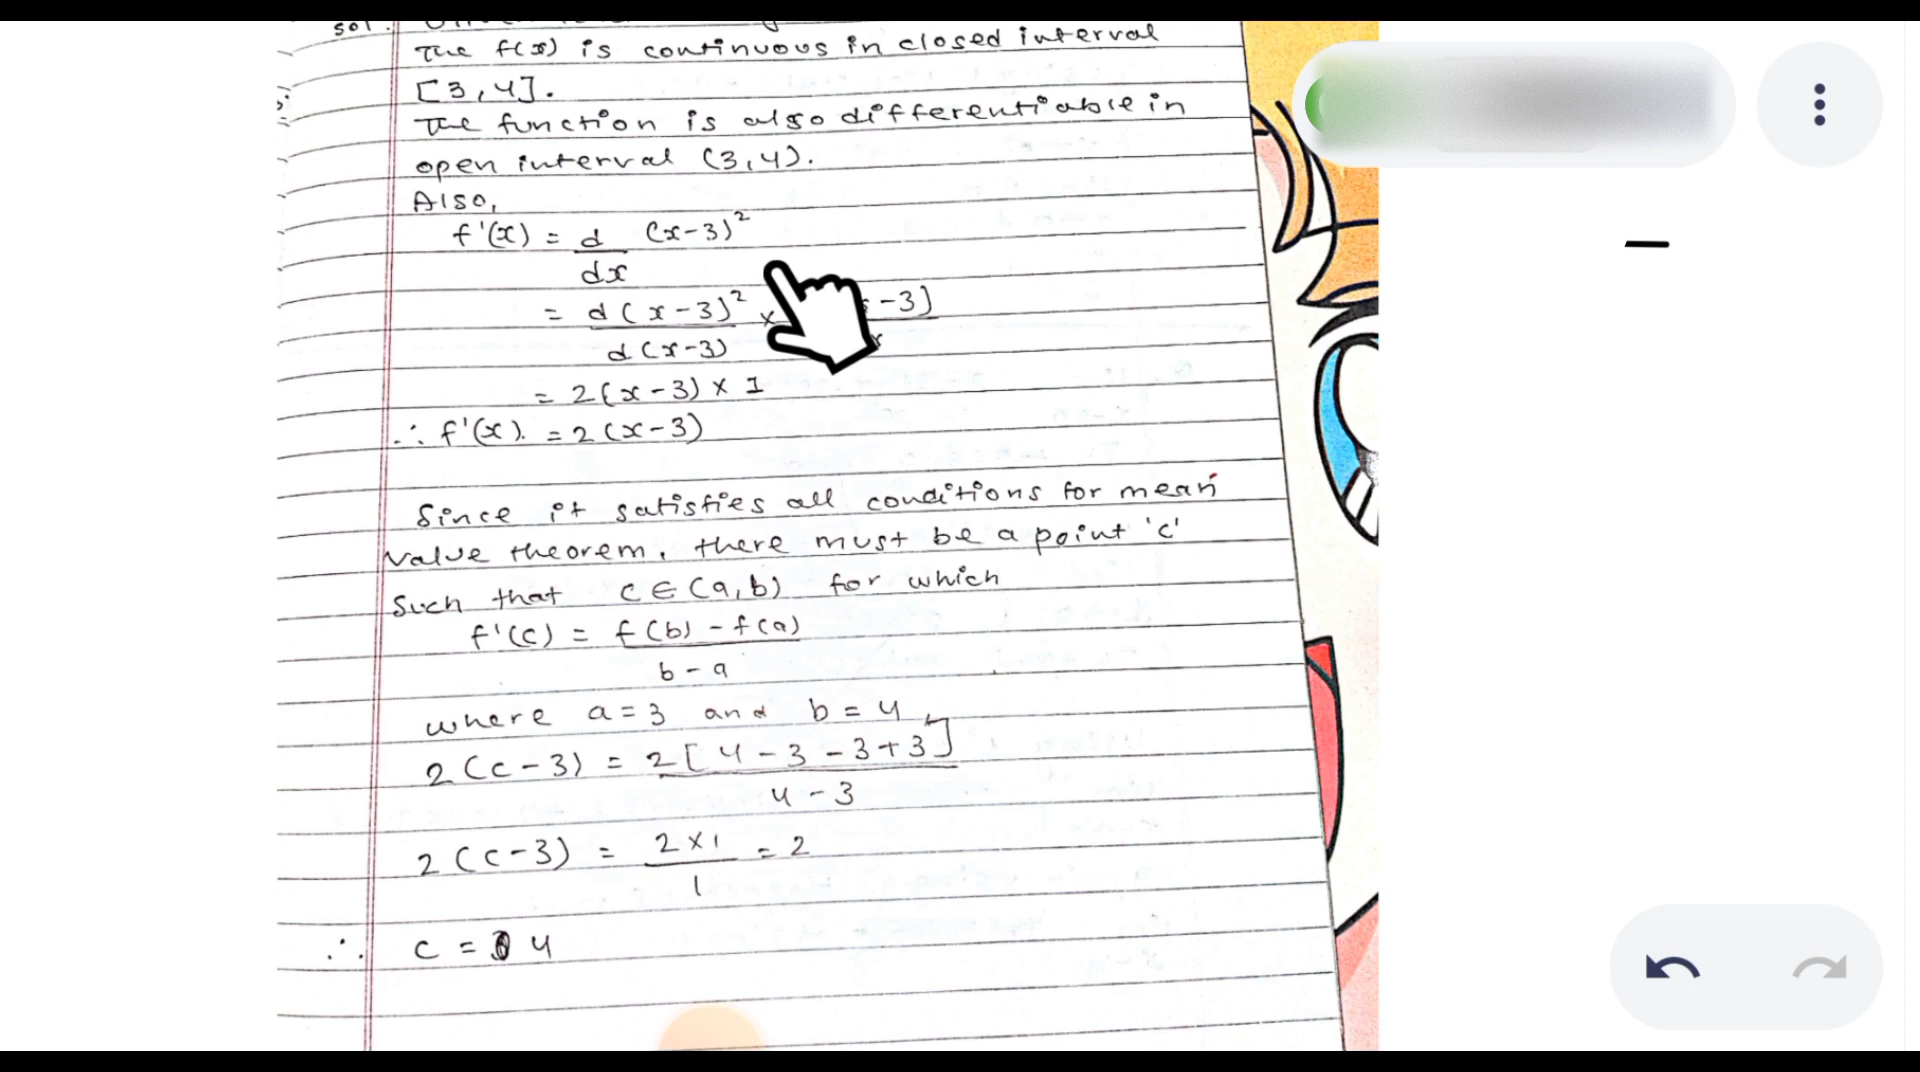 sol.
The f(x) is continuous in closed interval
[3,4].
The function is also differentiable in
open interval (3,4).
Also,
f'(x) = d (x-3)²
dx
= d(x-3)² × -3)
d(x-3)
= 2(x-3) × 1
∴ f'(x). = 2(x-3)
Since it satisfies all conditions for mean
value theorem, there must be a point 'c'
such that c ∈ (a,b) for which
f'(c) = f(b) - f(a)
b - a
where a = 3 and b = 4
2(c-3) = 2[4-3-3+3]
4-3
2(c-3) = 2×1 = 2
1
∴ c = 4